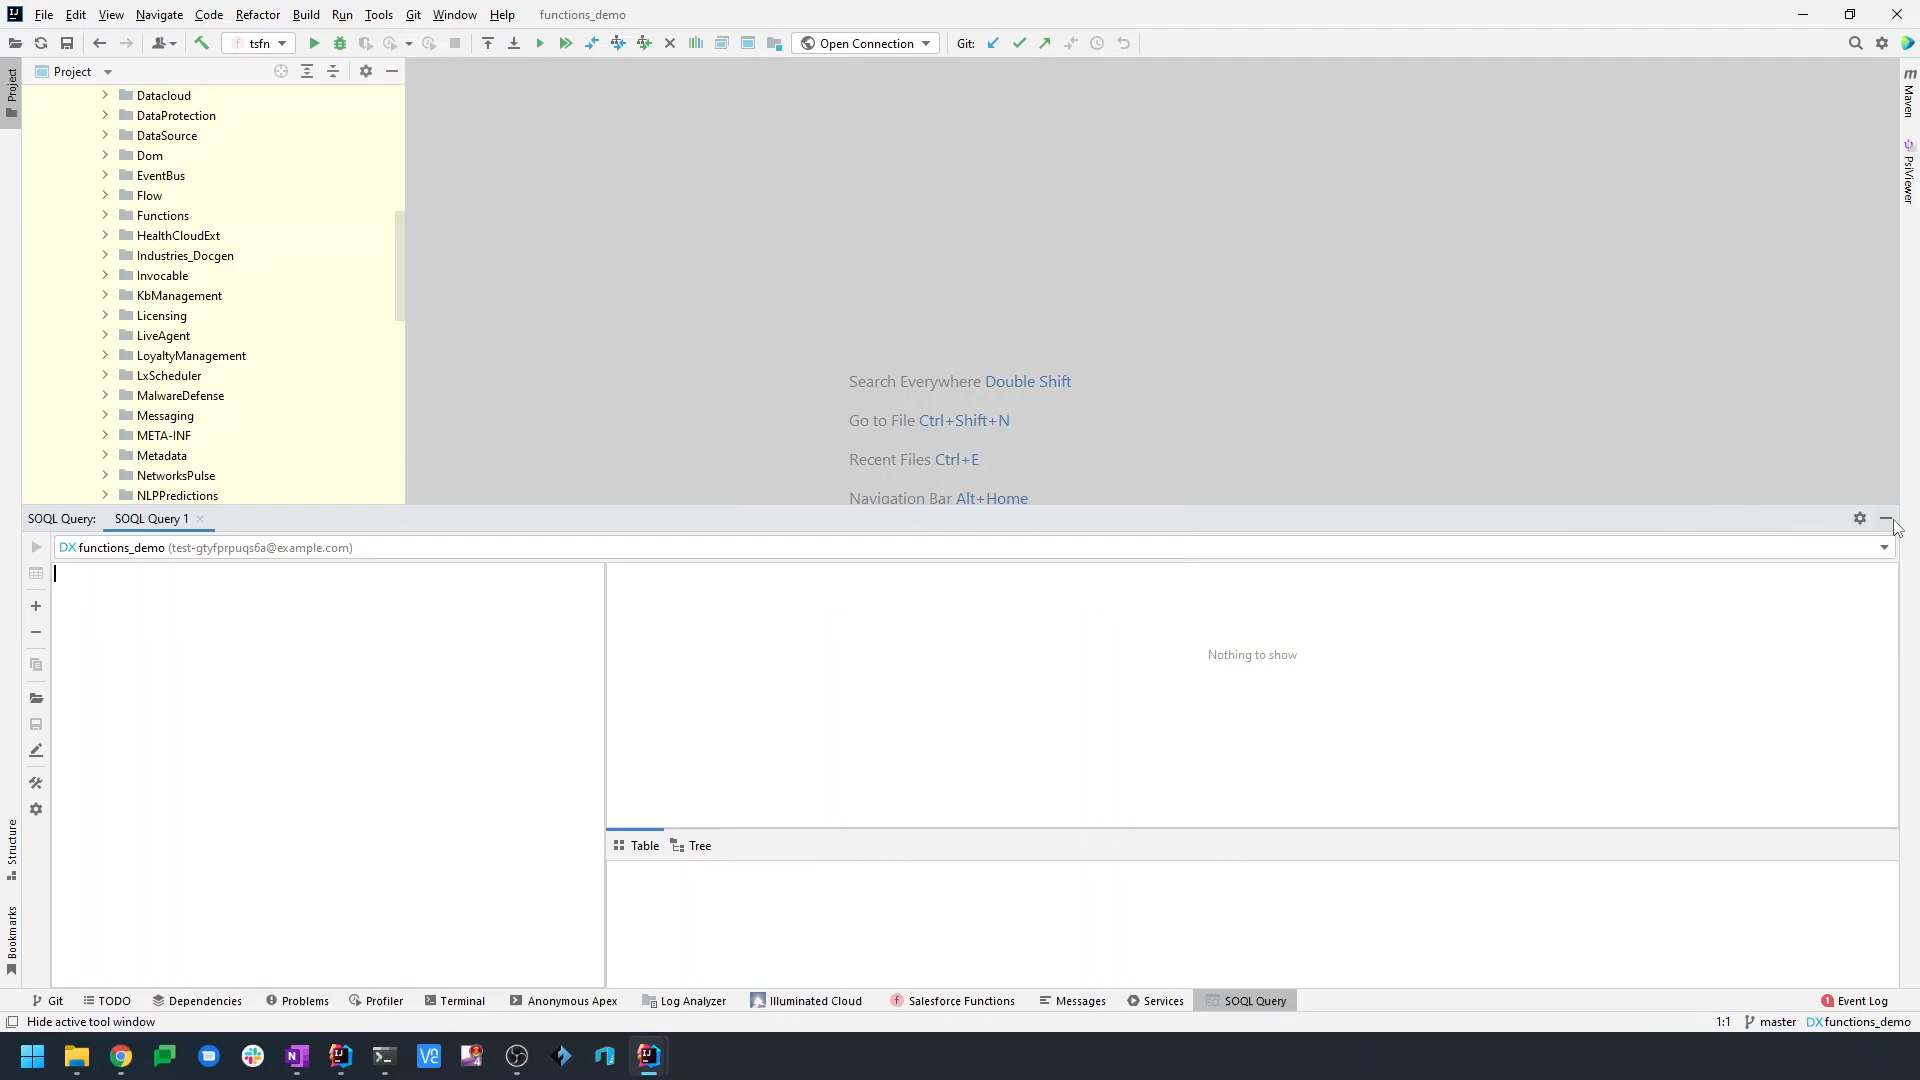 File Edit View Navigate Code Refactor Build Run Tools Git Window Help functions_demo
tsfn Open Connection Git:
Project
Project
Datacloud
DataProtection
DataSource
Dom
EventBus
Flow
Functions
HealthCloudExt
Industries_Docgen
Invocable
KbManagement
Licensing
LiveAgent
LoyaltyManagement
LxScheduler
MalwareDefense
Messaging
META-INF
Metadata
NetworksPulse
NLPPredictions
Search Everywhere Double Shift
Go to File Ctrl+Shift+N
Recent Files Ctrl+E
Navigation Bar Alt+Home
m Maven
PsiViewer
SOQL Query: SOQL Query 1
DX functions_demo (test-gtyfprpuqs6a@example.com)
Nothing to show
Table Tree
Structure
Bookmarks
Git TODO Dependencies Problems Profiler Terminal Anonymous Apex Log Analyzer Illuminated Cloud Salesforce Functions Messages Services SOQL Query 1 Event Log
Hide active tool window 1:1 master DX functions_demo